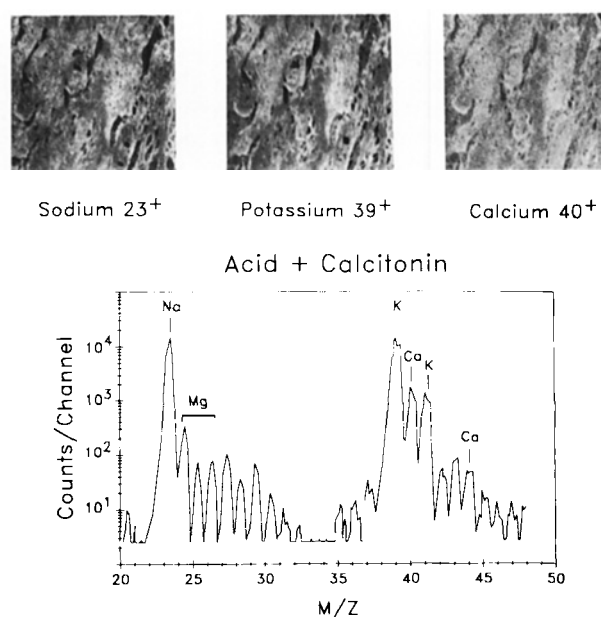 Sodium 23+ Potassium 39+ Calcium 40+
Acid + Calcitonin
Na K
Ca K
Mg
Ca
Counts/Channel
10^4
10^3
10^2
10^1
20 25 30 35 40 45 50
M/Z